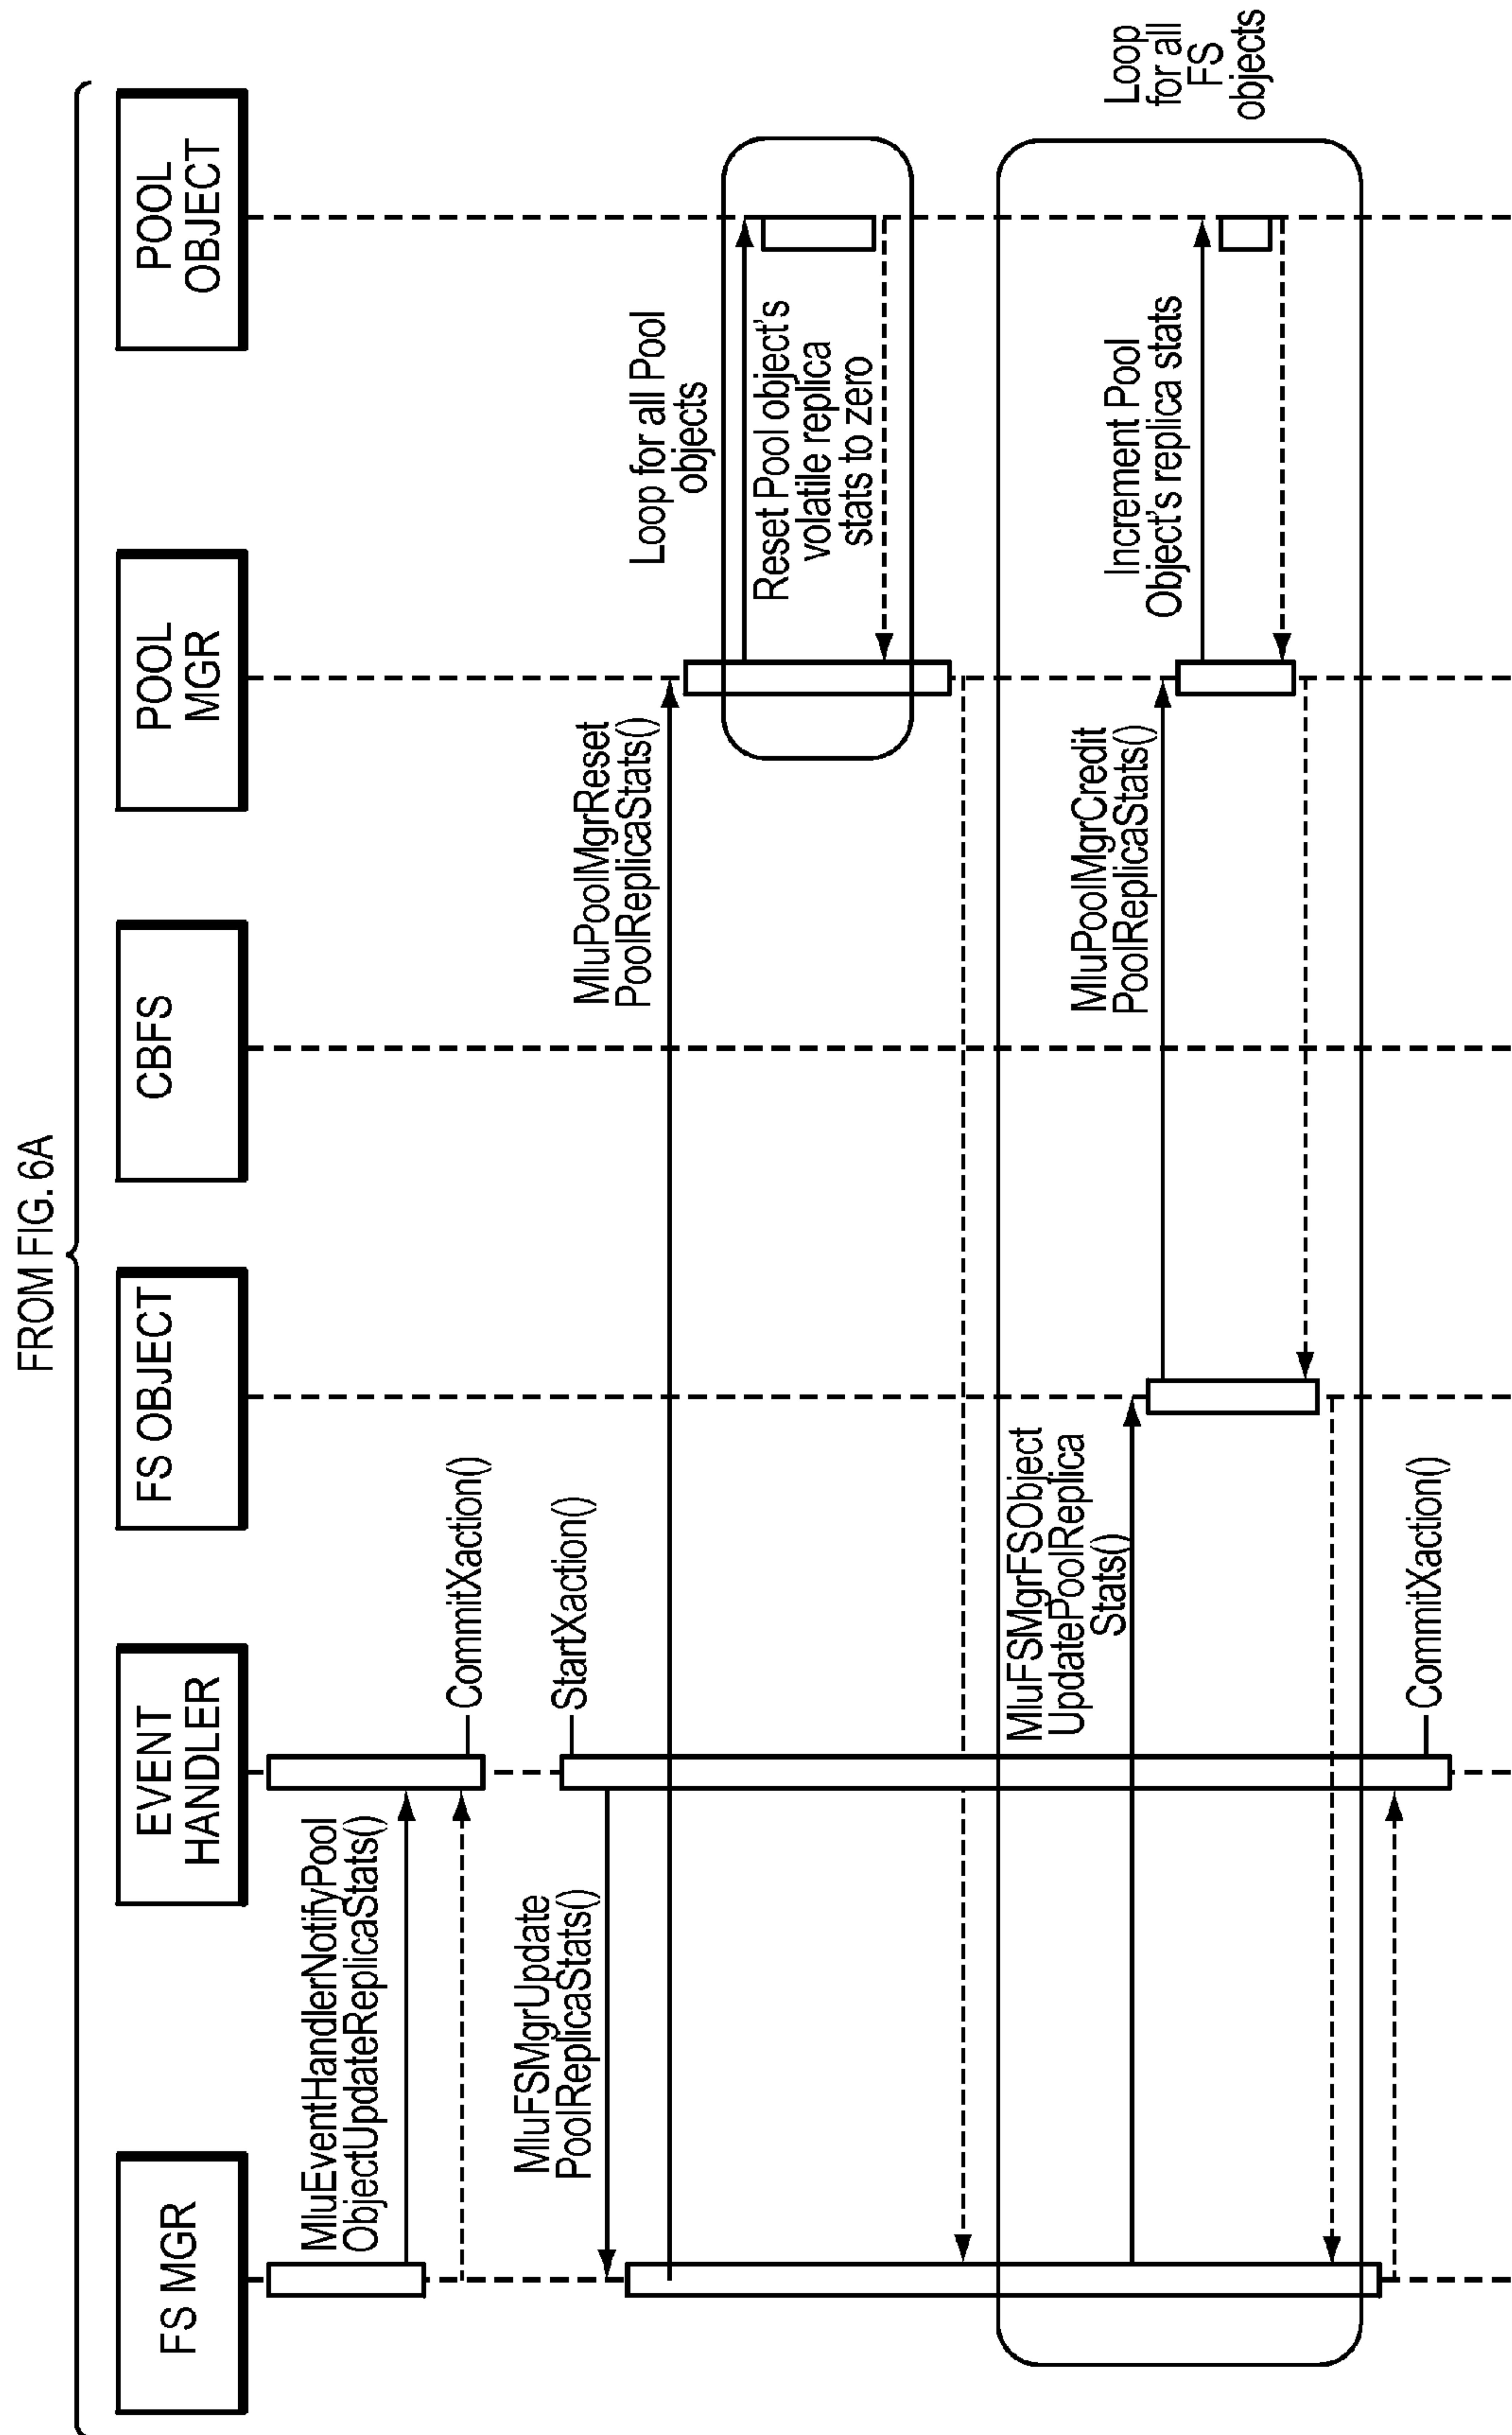 FROM FIG. 6A
FS MGR
EVENT
HANDLER
FS OBJECT
CBFS
POOL
MGR
POOL
OBJECT
MluEventHandlerNotifyPool
ObjectUpdateReplicaStats()
CommitXaction()
StartXaction()
MluFSMgrUpdate
PoolReplicaStats()
MluPoolMgrReset
PoolReplicaStats()
Loop for all Pool
objects
Reset Pool object's
volatile replica
stats to zero
MluFSMgrFSObject
UpdatePoolReplica
Stats()
MluPoolMgrCredit
PoolReplicaStats()
Increment Pool
Object's replica stats
Loop
for all
FS
objects
CommitXaction()